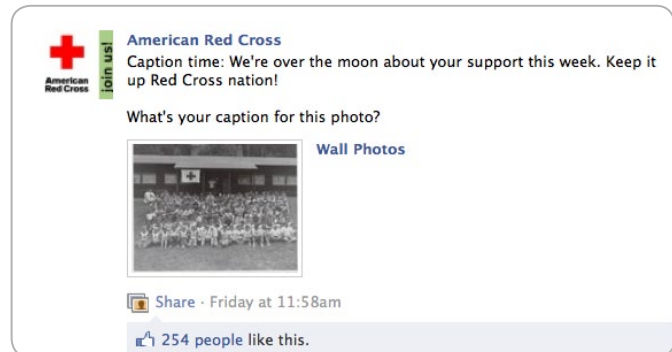 American Red Cross
join us!
American Red Cross
Caption time: We're over the moon about your support this week. Keep it
up Red Cross nation!
What's your caption for this photo?
Wall Photos
Share · Friday at 11:58am
254 people like this.